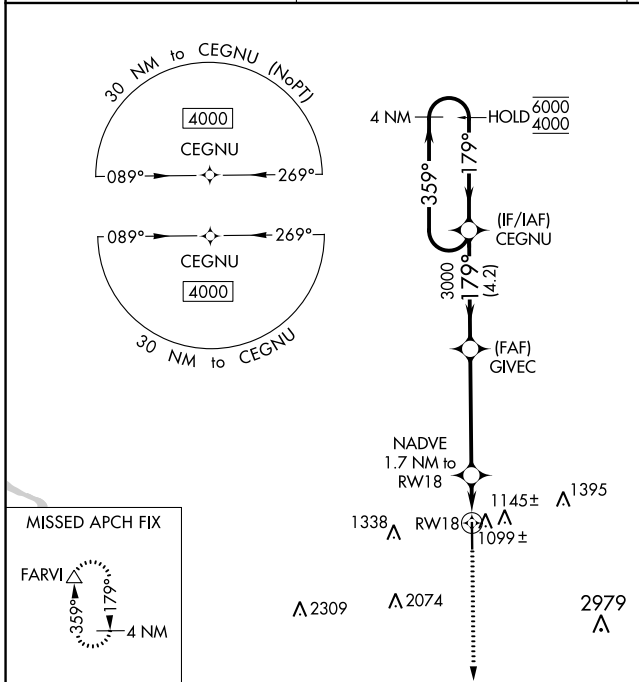 30 NM to CEGNU (NoPT)
4000
CEGNU
089°
269°
089°
269°
CEGNU
4000
30 NM to CEGNU
4 NM
HOLD
6000
4000
359°
179°
(IF/IAF)
CEGNU
3000
179°
(4.2)
(FAF)
GIVEC
NADVE
1.7 NM to
RW18
1145±
1395
1338
RW18
1099±
2309
2074
2979
MISSED APCH FIX
FARVI
359°
179°
4 NM